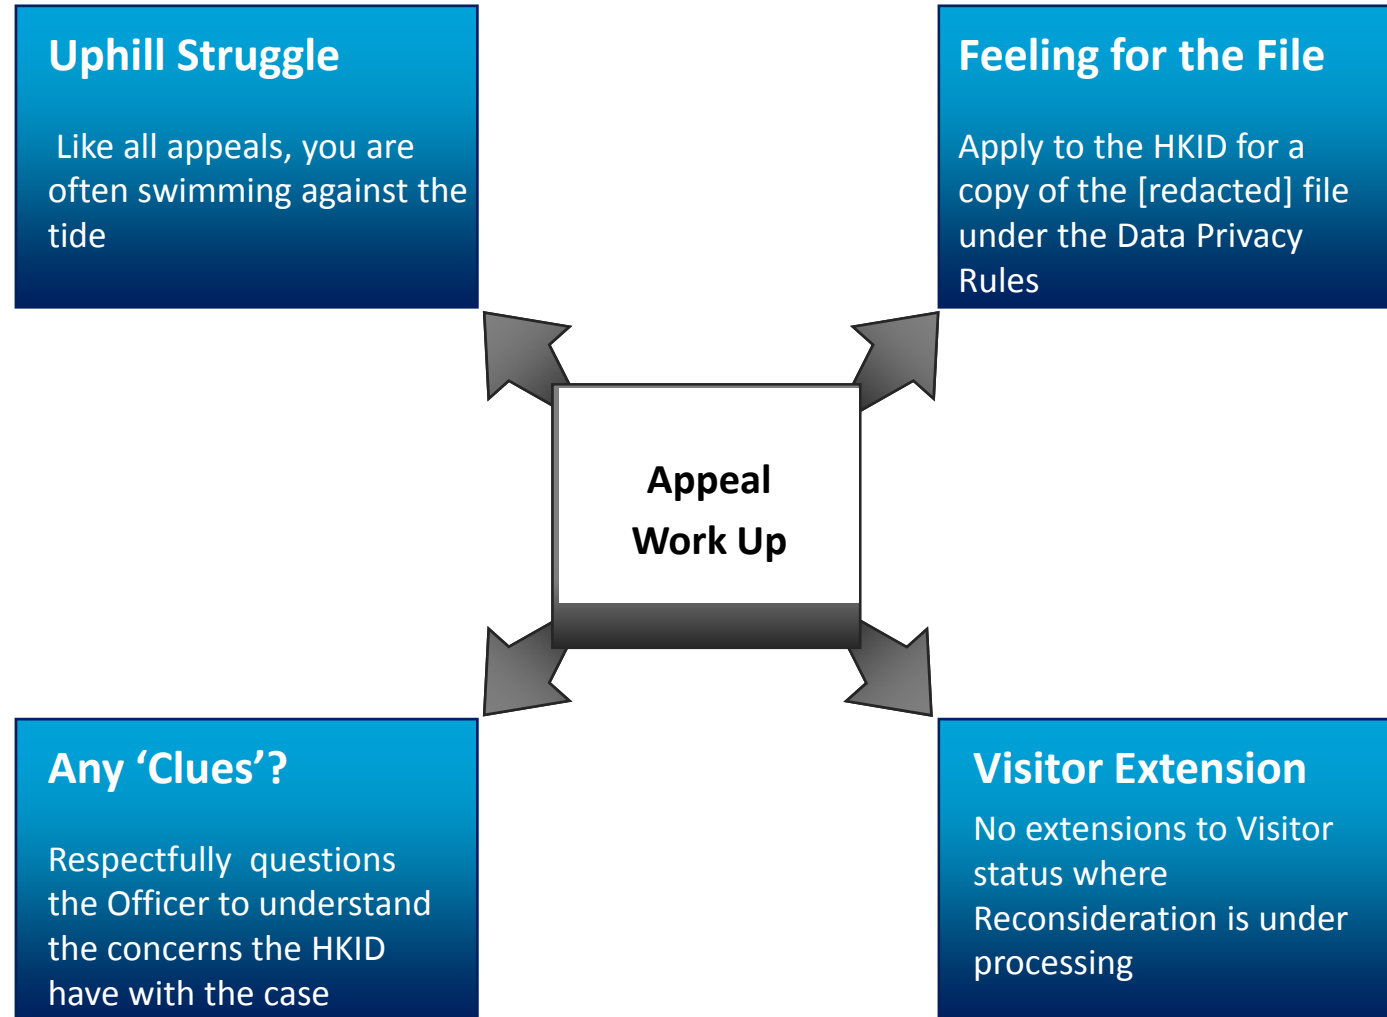 Uphill Struggle
Like all appeals, you are
often swimming against the
tide
Feeling for the File
Apply to the HKID for a
copy of the [redacted] file
under the Data Privacy
Rules
Appeal
Work Up
Any ‘Clues’?
Respectfully  questions
the Officer to understand
the concerns the HKID
have with the case
Visitor Extension
No extensions to Visitor
status where
Reconsideration is under
processing